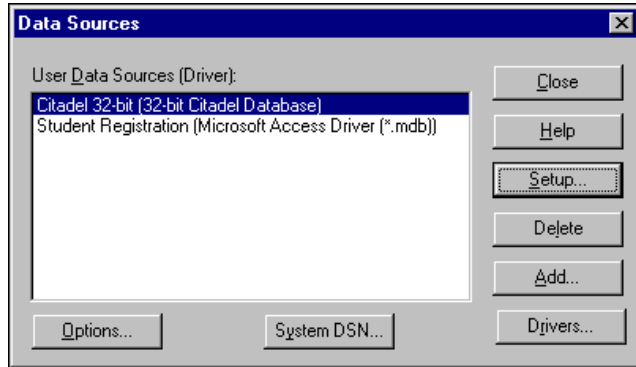 Data Sources
User Data Sources (Driver):
Citadel 32-bit (32-bit Citadel Database)
Student Registration (Microsoft Access Driver (*.mdb))
Close
Help
Setup...
Delete
Add...
Options...
System DSN...
Drivers...